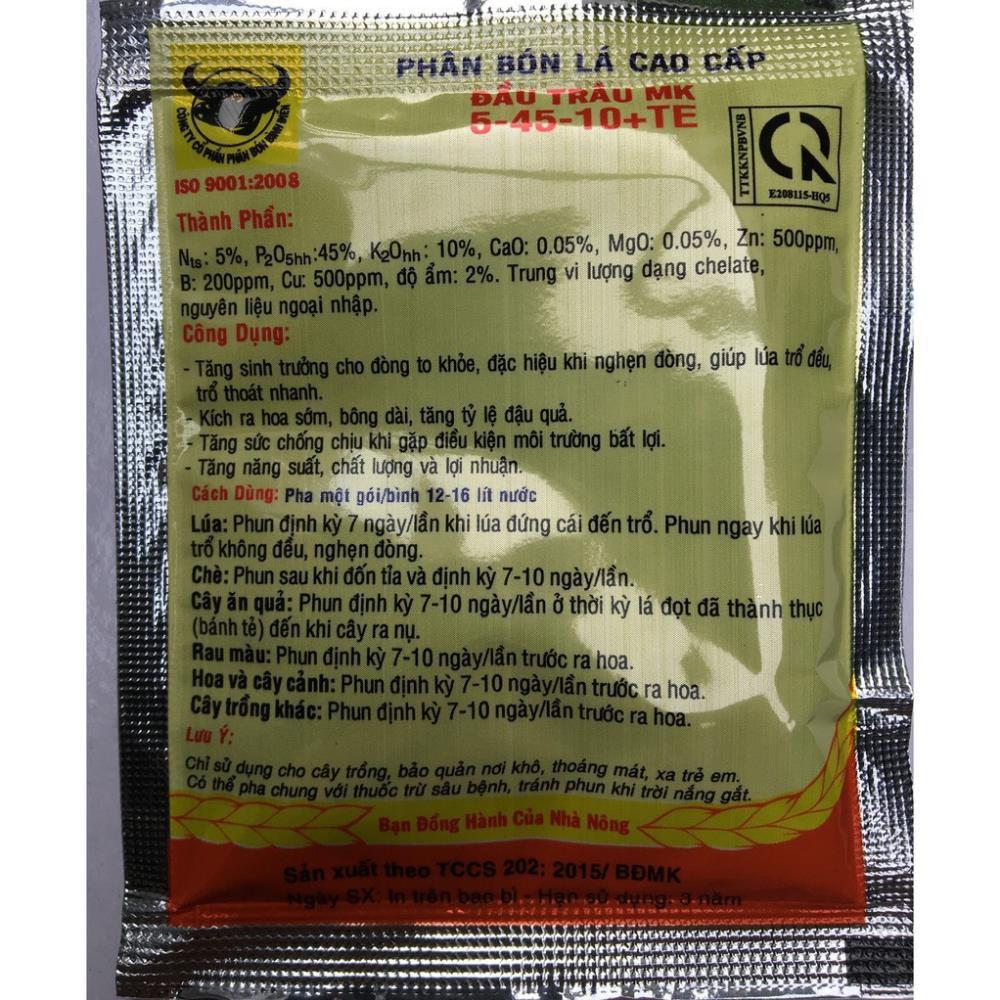 PHÂN BÓN LÁ CAO CẤP
ĐẦU TRÂU MK
5-45-10+TE
CÔNG TY CỔ PHẦN PHÂN BÓN BÌNH ĐIỀN
ISO 9001:2008
TTKKNPBVNB
E208115-HQ5
Thành Phần:
Nts: 5%, P2O5hh:45%, K2Ohh: 10%, CaO: 0.05%, MgO: 0.05%, Zn: 500ppm,
B: 200ppm, Cu: 500ppm, độ ẩm: 2%. Trung vi lượng dạng chelate,
nguyên liệu ngoại nhập.
Công Dụng:
- Tăng sinh trưởng cho đòng to khỏe, đặc hiệu khi nghẹn đòng, giúp lúa trổ đều,
trổ thoát nhanh.
- Kích ra hoa sớm, bông dài, tăng tỷ lệ đậu quả.
- Tăng sức chống chịu khi gặp điều kiện môi trường bất lợi.
- Tăng năng suất, chất lượng và lợi nhuận.
Cách Dùng: Pha một gói/bình 12-16 lít nước
Lúa: Phun định kỳ 7 ngày/lần khi lúa đứng cái đến trổ. Phun ngay khi lúa
trổ không đều, nghẹn đòng.
Chè: Phun sau khi đốn tỉa và định kỳ 7-10 ngày/lần.
Cây ăn quả: Phun định kỳ 7-10 ngày/lần ở thời kỳ lá đọt đã thành thục
(bánh tẻ) đến khi cây ra nụ.
Rau màu: Phun định kỳ 7-10 ngày/lần trước ra hoa.
Hoa và cây cảnh: Phun định kỳ 7-10 ngày/lần trước ra hoa.
Cây trồng khác: Phun định kỳ 7-10 ngày/lần trước ra hoa.
Lưu Ý:
Chỉ sử dụng cho cây trồng, bảo quản nơi khô, thoáng mát, xa trẻ em.
Có thể pha chung với thuốc trừ sâu bệnh, tránh phun khi trời nắng gắt.
Bạn Đồng Hành Của Nhà Nông
Sản xuất theo TCCS 202: 2015/ BĐMK
Ngày SX: In trên bao bì - Hạn sử dụng: 3 năm